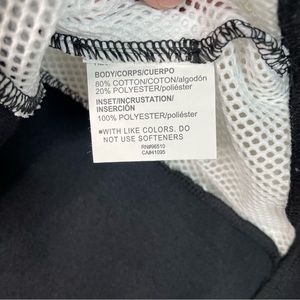 BODY/CORPS/CUERPO
80% COTTON/COTON/algodón
20% POLYESTER/poliéster
INSET/INCRUSTATION/
INSERCIÓN
100% POLYESTER/poliéster
■WITH LIKE COLORS. DO
NOT USE SOFTENERS
RN#96510
CA#41095